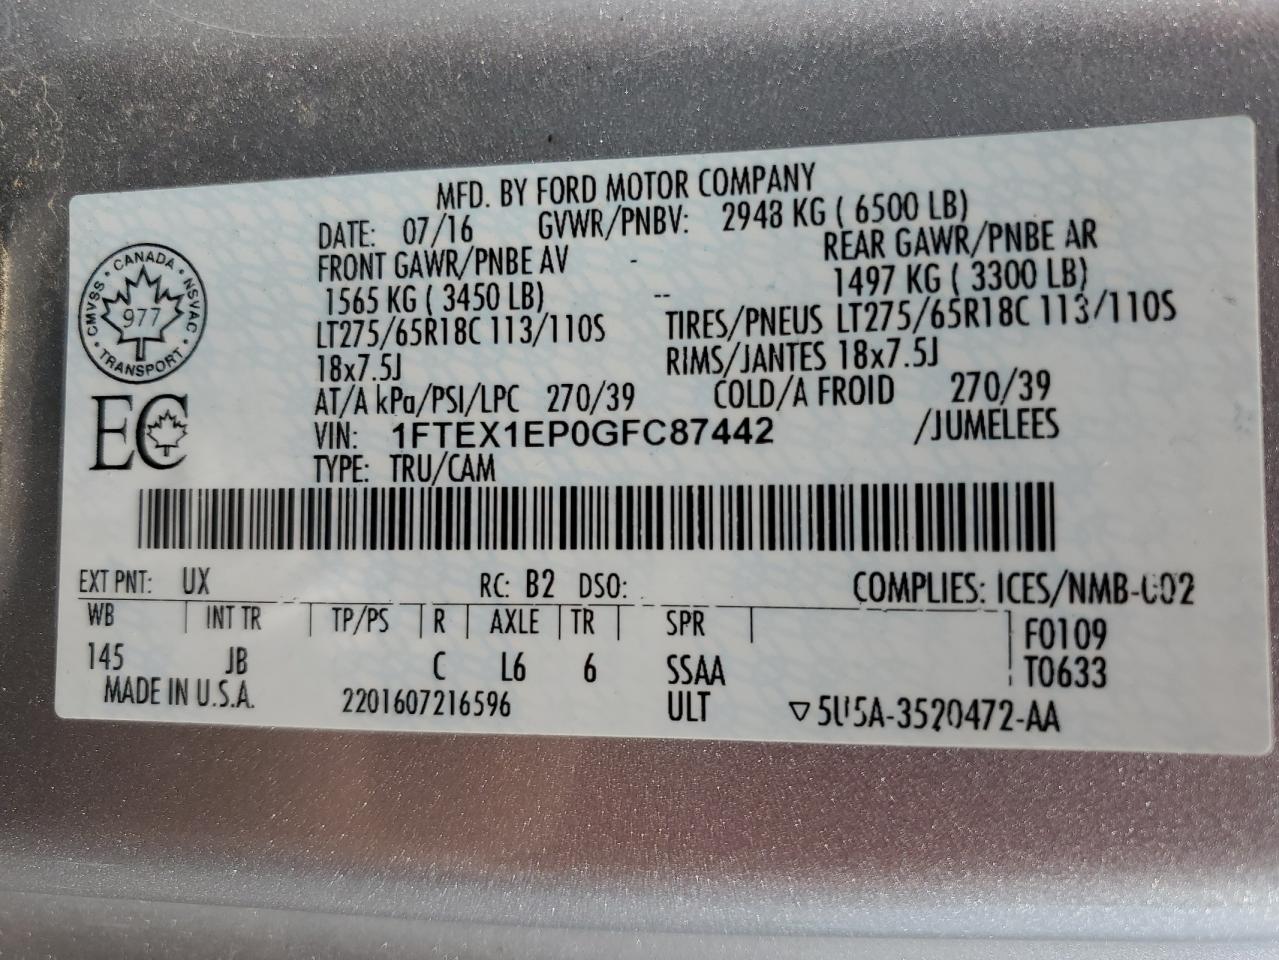 MFD. BY FORD MOTOR COMPANY
DATE: 07/16 GVWR/PNBV: 2948 KG ( 6500 LB)
FRONT GAWR/PNBE AV - REAR GAWR/PNBE AR
1565 KG ( 3450 LB) -- 1497 KG ( 3300 LB)
LT275/65R18C 113/110S TIRES/PNEUS LT275/65R18C 113/110S
18x7.5J RIMS/JANTES 18x7.5J
AT/A kPa/PSI/LPC 270/39 COLD/A FROID 270/39
VIN: 1FTEX1EP0GFC87442 /JUMELEES
TYPE: TRU/CAM
CANADA
CMVSS 977 NSVAC
TRANSPORT
EC
EXT PNT: UX RC: B2 DSO: COMPLIES: ICES/NMB-002
WB INT TR TP/PS R AXLE TR SPR F0109
145 JB C L6 6 SSAA T0633
MADE IN U.S.A. 2201607216596 ULT ▽5U5A-3520472-AA